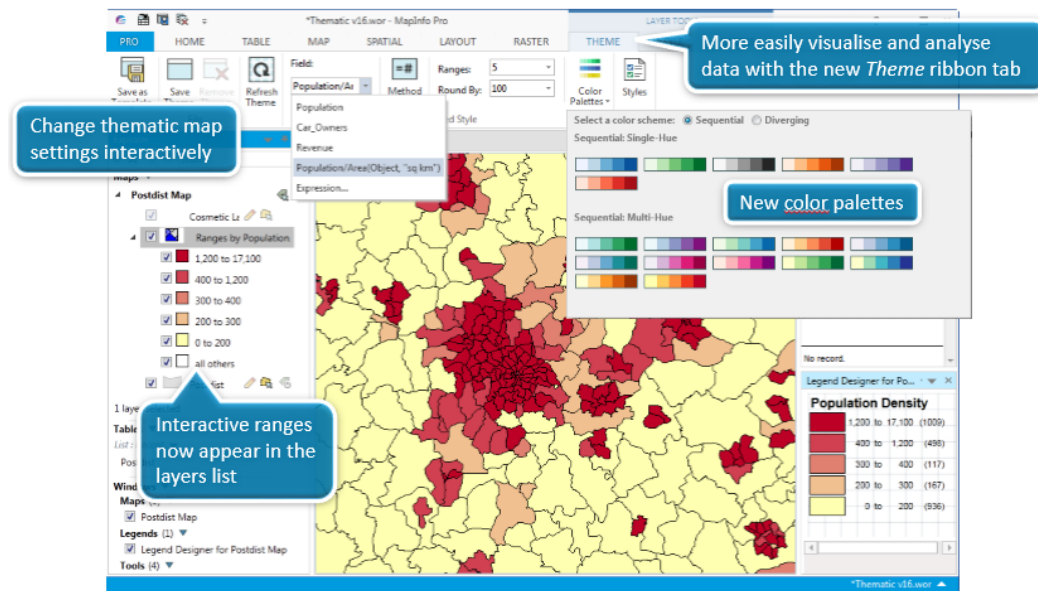 *Thematic v16.wor - MapInfo Pro
LAYER TOO
PRO HOME TABLE MAP SPATIAL LAYOUT RASTER THEME
More easily visualise and analyse
data with the new Theme ribbon tab
Save as
Save
Theme
Remove
Refresh
Theme
Field:
Population/Ar
Method
Ranges: 5
Round By: 100
Color
Palettes
Styles
Style
Change thematic map
settings interactively
Population
Car_Owners
Revenue
Population/Area(Object, "sq km")
Expression...
Select a color scheme: Sequential Diverging
Sequential: Single-Hue
New color palettes
Sequential: Multi-Hue
Maps
Postdist Map
Cosmetic La
Ranges by Population
1,200 to 17,100
400 to 1,200
300 to 400
200 to 300
0 to 200
all others
1 laye
Interactive ranges
now appear in the
layers list
Maps
Postdist Map
Legends (1)
Legend Designer for Postdist Map
Tools (4)
No record.
Legend Designer for Po...
Population Density
1,200 to 17,100 (1009)
400 to 1,200 (498)
300 to 400 (117)
200 to 300 (167)
0 to 200 (936)
*Thematic v16.wor